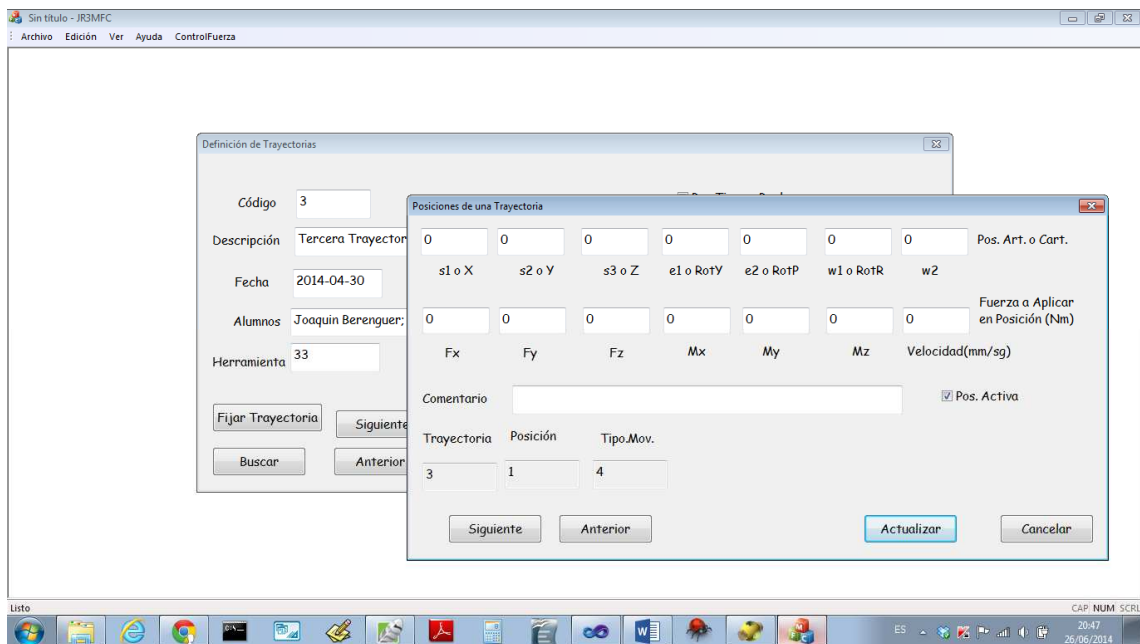 Sin título - JR3MFC
Archivo Edición Ver Ayuda ControlFuerza
Definición de Trayectorias
Código 3
Descripción Tercera Trayector
Fecha 2014-04-30
Alumnos Joaquin Berenguer;
Herramienta 33
Fijar Trayectoria Siguiente
Buscar Anterior
Posiciones de una Trayectoria
0 0 0 0 0 0 0 Pos. Art. o Cart.
s1 o X s2 o Y s3 o Z e1 o RotY e2 o RotP w1 o RotR w2
Fuerza a Aplicar
0 0 0 0 0 0 0 en Posición (Nm)
Fx Fy Fz Mx My Mz Velocidad(mm/sg)
Comentario Pos. Activa
Trayectoria Posición Tipo.Mov.
3 1 4
Siguiente Anterior Actualizar Cancelar
Listo CAP NUM SCRL
ES 20:47
26/06/2014